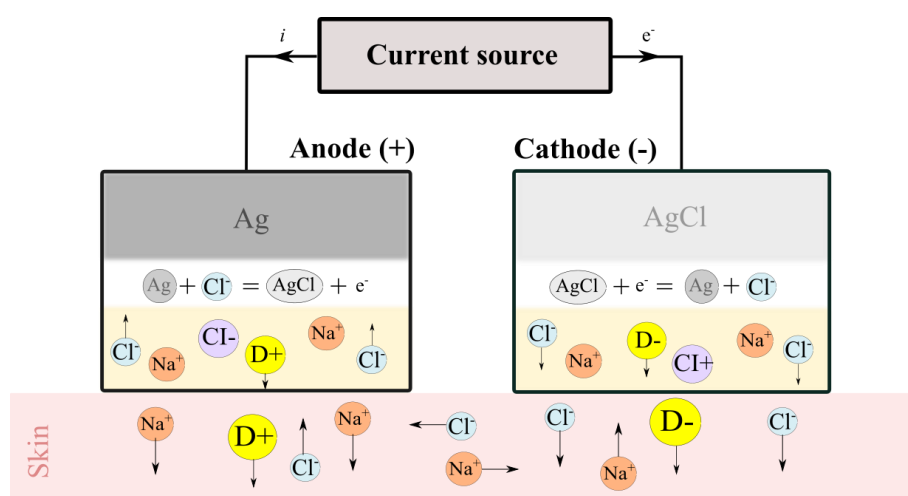 i
Current source
e⁻
Anode (+)
Cathode (-)
Ag
AgCl
Ag + Cl⁻ = AgCl + e⁻
AgCl + e⁻ = Ag + Cl⁻
Cl⁻ Na⁺ CI- D+ Na⁺ Cl⁻
Cl⁻ Na⁺ D- CI+ Na⁺ Cl⁻
Skin
Na⁺ D+ Cl⁻ Na⁺ Cl⁻ Na⁺ Cl⁻ Na⁺ D- Cl⁻